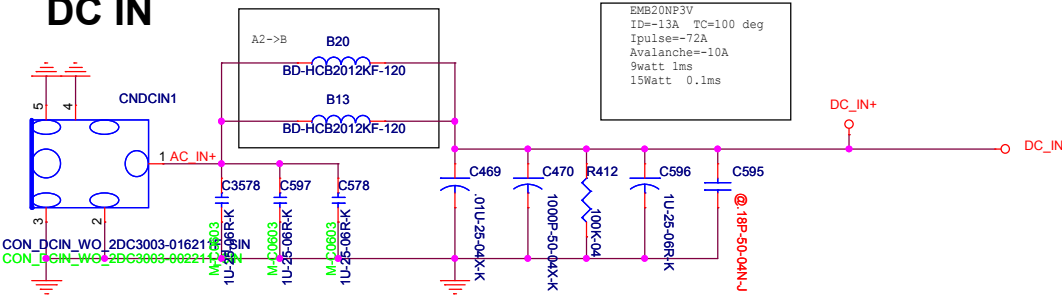 DC IN
EMB20NP3V
ID=-13A TC=100 deg
Ipulse=-72A
Avalanche=-10A
9watt 1ms
15Watt 0.1ms
A2->B
B20
BD-HCB2012KF-120
B13
BD-HCB2012KF-120
CNDCIN1
5
4
1
AC_IN+
3
2
DC_IN+
DC_IN
C3578
C597
C578
C469
C470
R412
C596
C595
M-C0603
1U-25-06R-K
M-C0603
1U-25-06R-K
M-C0603
1U-25-06R-K
.01U-25-04X-K
1000P-50-04X-K
100K-04
1U-25-06R-K
@.18P-50-04N-J